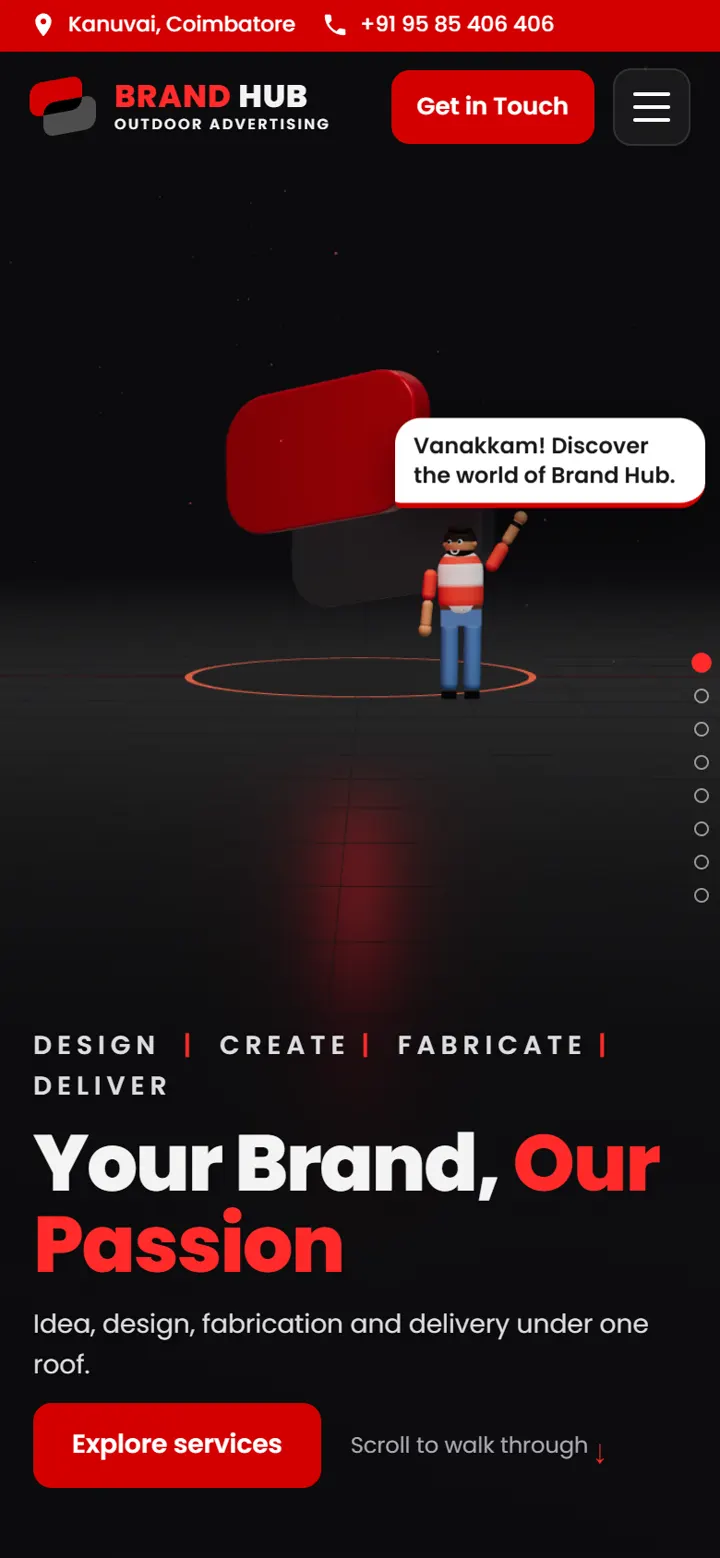 Kanuvai, Coimbatore +91 95 85 406 406
BRAND HUB
OUTDOOR ADVERTISING
Get in Touch
Vanakkam! Discover
the world of Brand Hub.
DESIGN | CREATE | FABRICATE |
DELIVER
Your Brand, Our
Passion
Idea, design, fabrication and delivery under one
roof.
Explore services
Scroll to walk through ↓